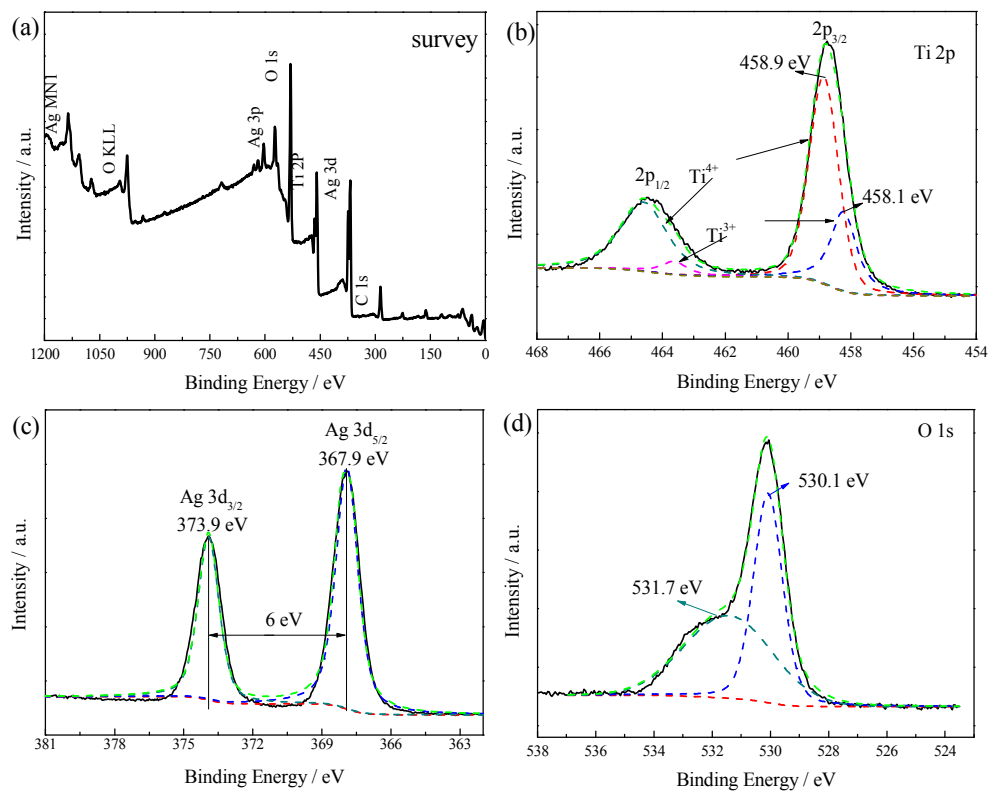 (a)
survey
Ag MN1
O KLL
Ag 3p
O 1s
Ti 2P
Ag 3d
C 1s
Intensity / a.u.
1200 1050 900 750 600 450 300 150 0
Binding Energy / eV
(b)
2p3/2
Ti 2p
458.9 eV
2p1/2
Ti4+
458.1 eV
Ti3+
Intensity / a.u.
468 466 464 462 460 458 456 454
Binding Energy / eV
(c)
Ag 3d5/2
367.9 eV
Ag 3d3/2
373.9 eV
6 eV
Intensity / a.u.
381 378 375 372 369 366 363
Binding Energy / eV
(d)
O 1s
530.1 eV
531.7 eV
Intensity / a.u.
538 536 534 532 530 528 526 524
Binding Energy / eV